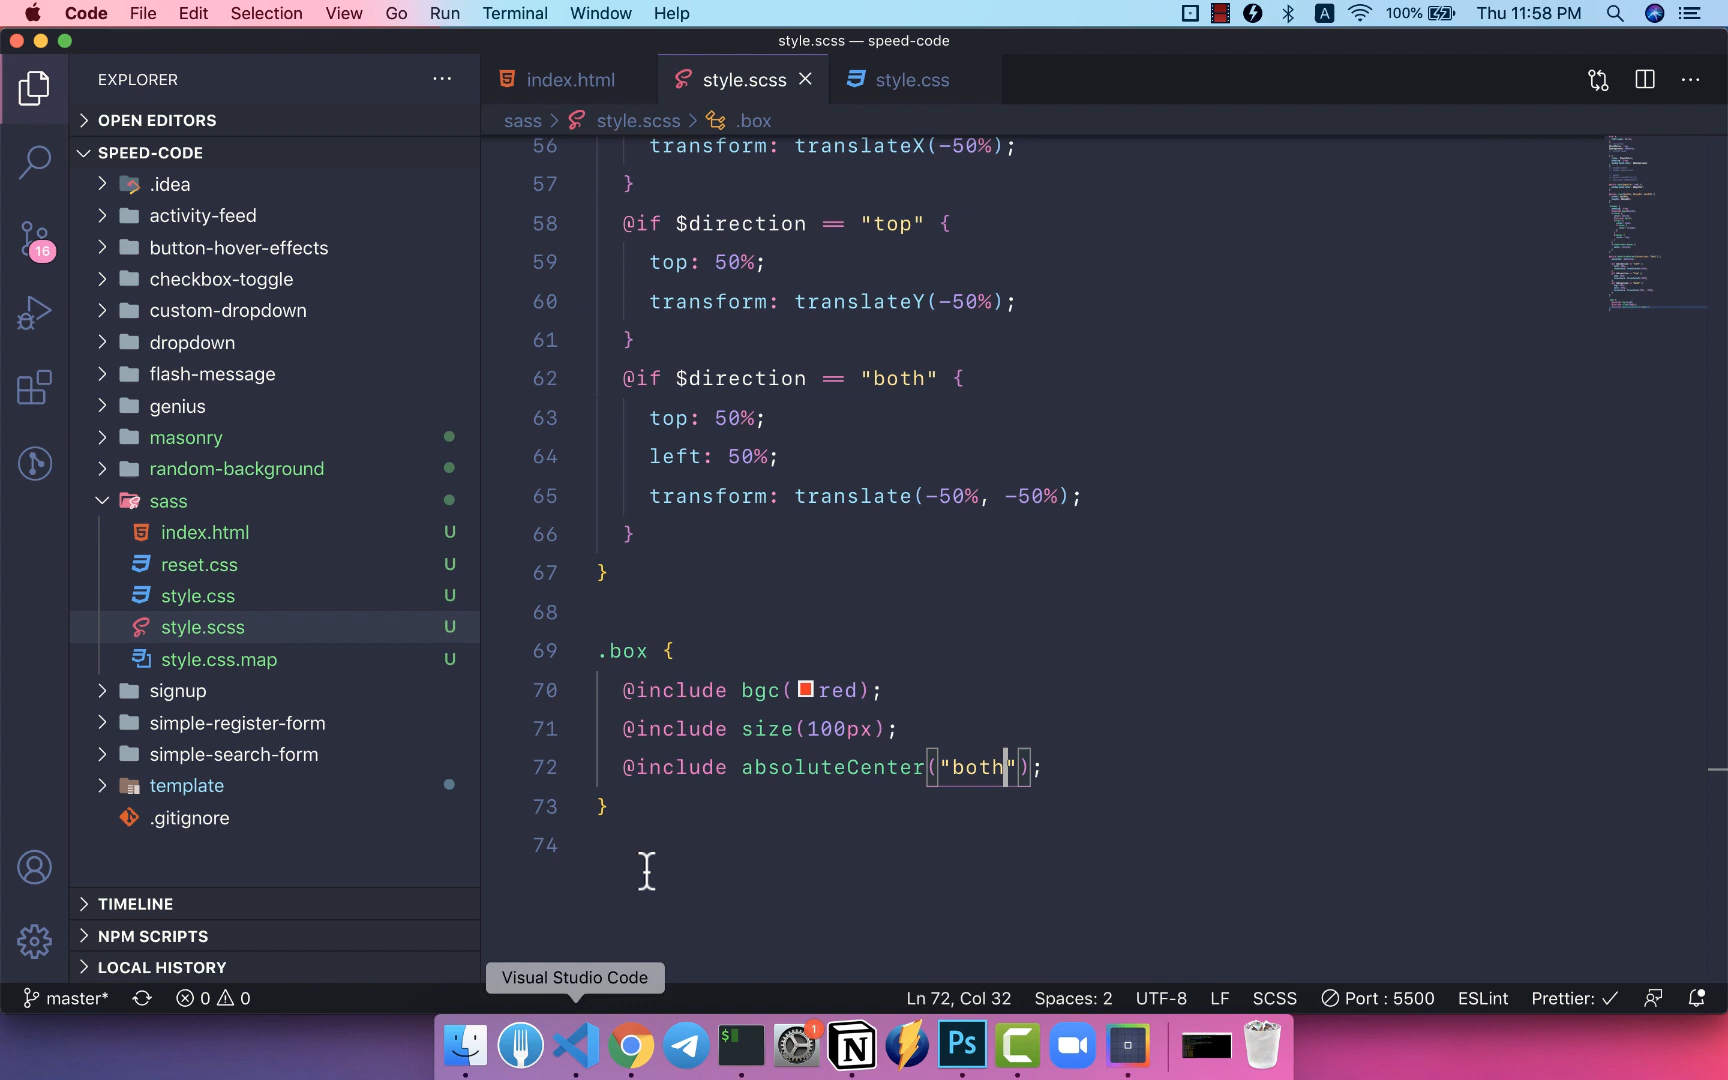 Code File Edit Selection View Go Run Terminal Window Help A 100% Thu 11:58 PM
style.scss — speed-code
EXPLORER ···
index.html style.scss style.css ···
OPEN EDITORS
sass > style.scss > .box
SPEED-CODE
.idea
activity-feed
button-hover-effects
16
checkbox-toggle
custom-dropdown
dropdown
flash-message
genius
masonry
random-background
sass
index.html U
reset.css U
style.css U
style.scss U
style.css.map U
signup
simple-register-form
simple-search-form
template
.gitignore
TIMELINE
NPM SCRIPTS
LOCAL HISTORY
56 transform: translateX(-50%);
57 }
58 @if $direction == "top" {
59 top: 50%;
60 transform: translateY(-50%);
61 }
62 @if $direction == "both" {
63 top: 50%;
64 left: 50%;
65 transform: translate(-50%, -50%);
66 }
67 }
68
69 .box {
70 @include bgc(red);
71 @include size(100px);
72 @include absoluteCenter("both");
73 }
74
Visual Studio Code
master* 0 0 Ln 72, Col 32 Spaces: 2 UTF-8 LF SCSS Port : 5500 ESLint Prettier: ✓
$ 1 N Ps C